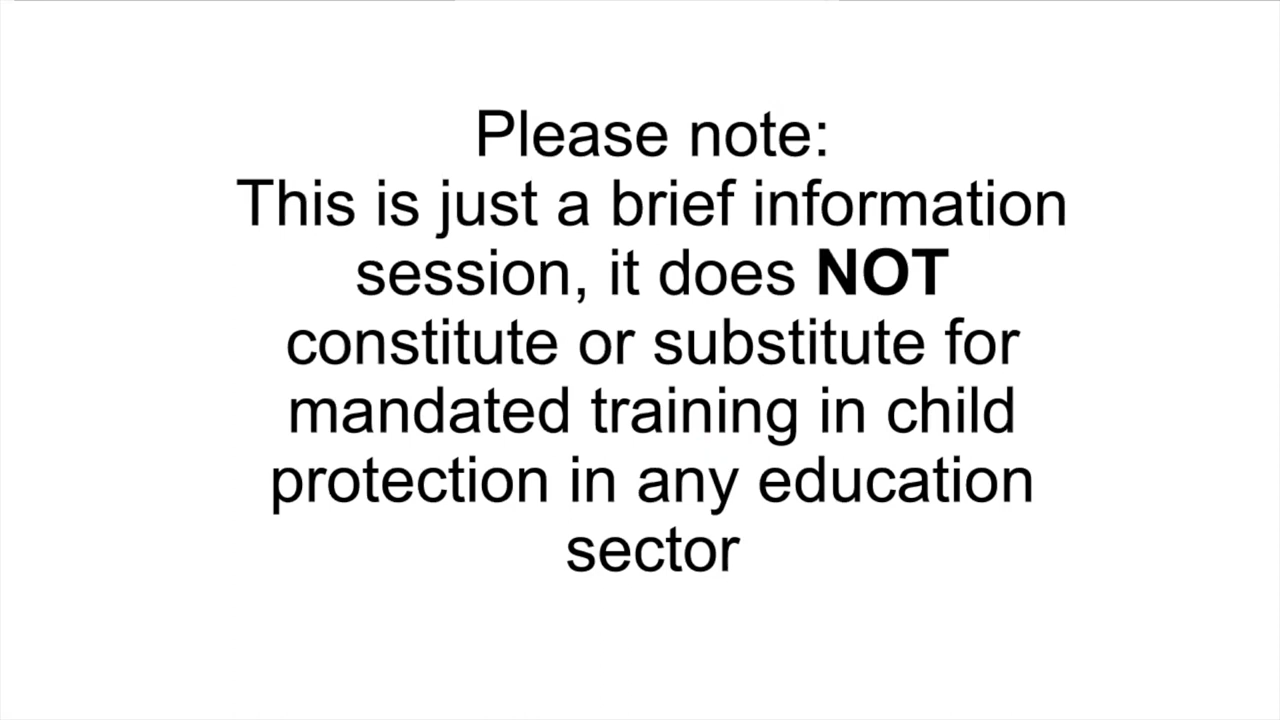 Please note:
This is just a brief information
session, it does NOT
constitute or substitute for
mandated training in child
protection in any education
sector